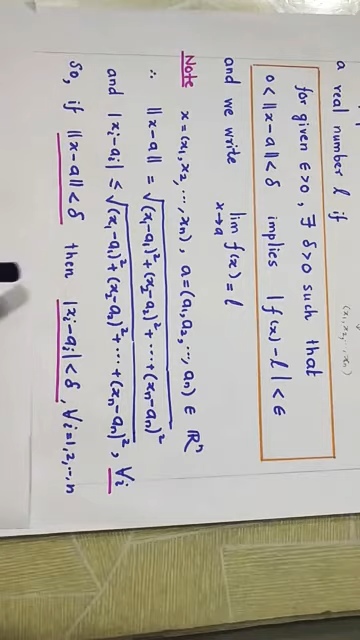 a real number l if
(x₁, x₂, ..., xₙ)
for given ε>0, ∃ δ>0 such that
0 < ||x-a|| < δ implies |f(x)-l| < ε
and we write lim f(x) = l
x→a
Note x = (x₁, x₂, ..., xₙ), a = (a₁, a₂, ..., aₙ) ∈ ℝⁿ
∴ ||x-a|| = √(x₁-a₁)²+(x₂-a₂)²+...+(xₙ-aₙ)²
and |xᵢ-aᵢ| ≤ √(x₁-a₁)²+(x₂-a₂)²+...+(xₙ-aₙ)², ∀i
So, if ||x-a|| < δ then |xᵢ-aᵢ| < δ, ∀i=1,2,-,n